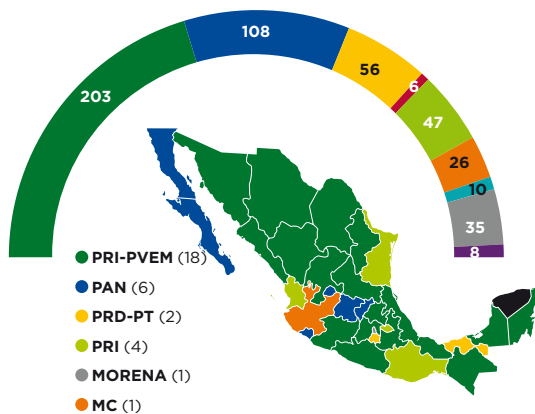 108
56
6
203
47
26
10
35
8
PRI-PVEM (18)
PAN (6)
PRD-PT (2)
PRI (4)
MORENA (1)
MC (1)